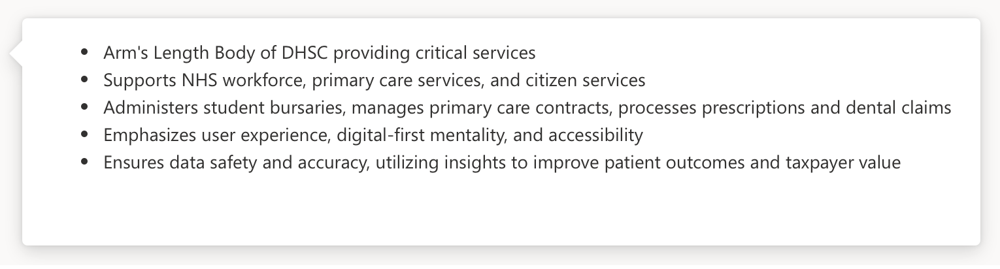 • Arm's Length Body of DHSC providing critical services
• Supports NHS workforce, primary care services, and citizen services
• Administers student bursaries, manages primary care contracts, processes prescriptions and dental claims
• Emphasizes user experience, digital-first mentality, and accessibility
• Ensures data safety and accuracy, utilizing insights to improve patient outcomes and taxpayer value